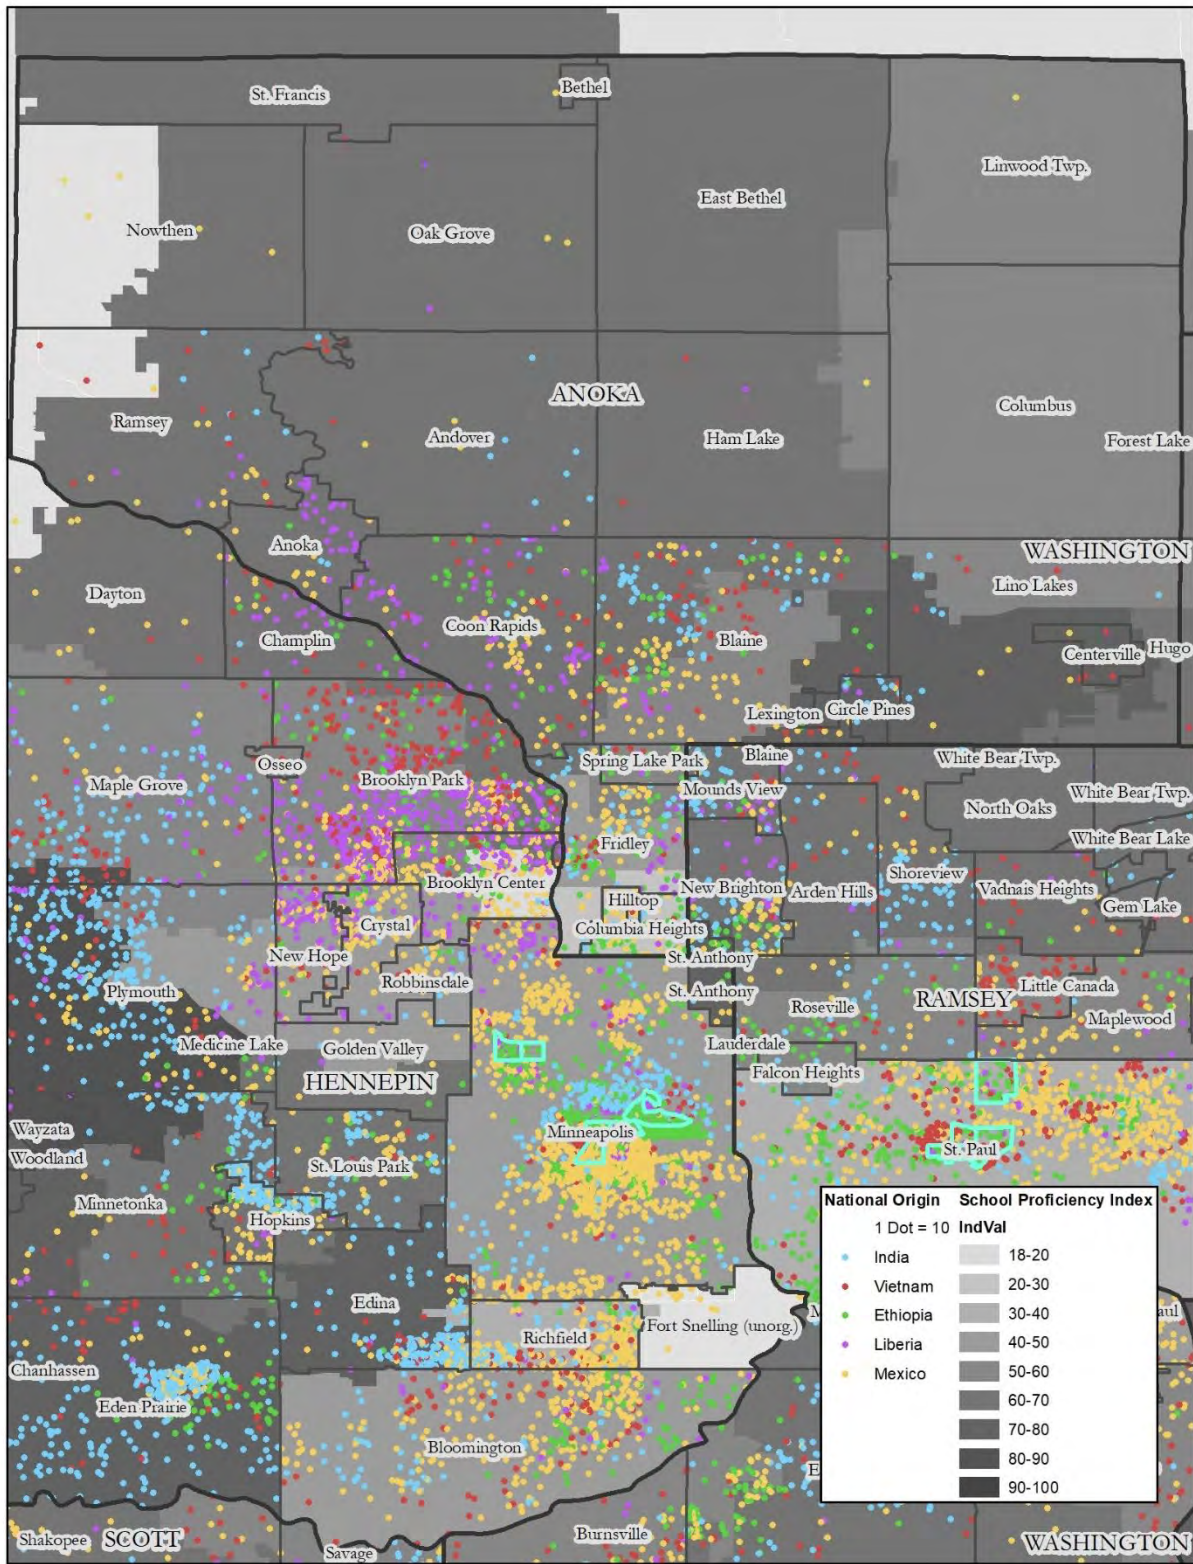 Bethel
St. Francis
Linwood Twp.
East Bethel
Nowthen
Oak Grove
ANOKA
Columbus
Ramsey
Andover
Ham Lake
Forest Lake
Anoka
WASHINGTON
Lino Lakes
Dayton
Coon Rapids
Champlin
Blaine
Hugo
Centerville
Lexington
Circle Pines
Blaine
White Bear Twp.
Spring Lake Park
Osseo
Brooklyn Park
Maple Grove
Mounds View
White Bear Twp.
North Oaks
White Bear Lake
Fridley
Brooklyn Center
Shoreview
New Brighton
Arden Hills
Vadnais Heights
Hilltop
Gem Lake
Crystal
Columbia Heights
New Hope
St. Anthony
Robbinsdale
Plymouth
St. Anthony
Little Canada
Roseville
RAMSEY
Maplewood
Medicine Lake
Golden Valley
Lauderdale
Falcon Heights
HENNEPIN
Wayzata
Minneapolis
St. Paul
Woodland
St. Louis Park
Minnetonka
Hopkins
Edina
Richfield
Fort Snelling (unorg.)
Chanhassen
Eden Prairie
Bloomington
Burnsville
Shakopee
SCOTT
Savage
WASHINGTON
National Origin
1 Dot = 10
India
Vietnam
Ethiopia
Liberia
Mexico
School Proficiency Index
IndVal
18-20
20-30
30-40
40-50
50-60
60-70
70-80
80-90
90-100